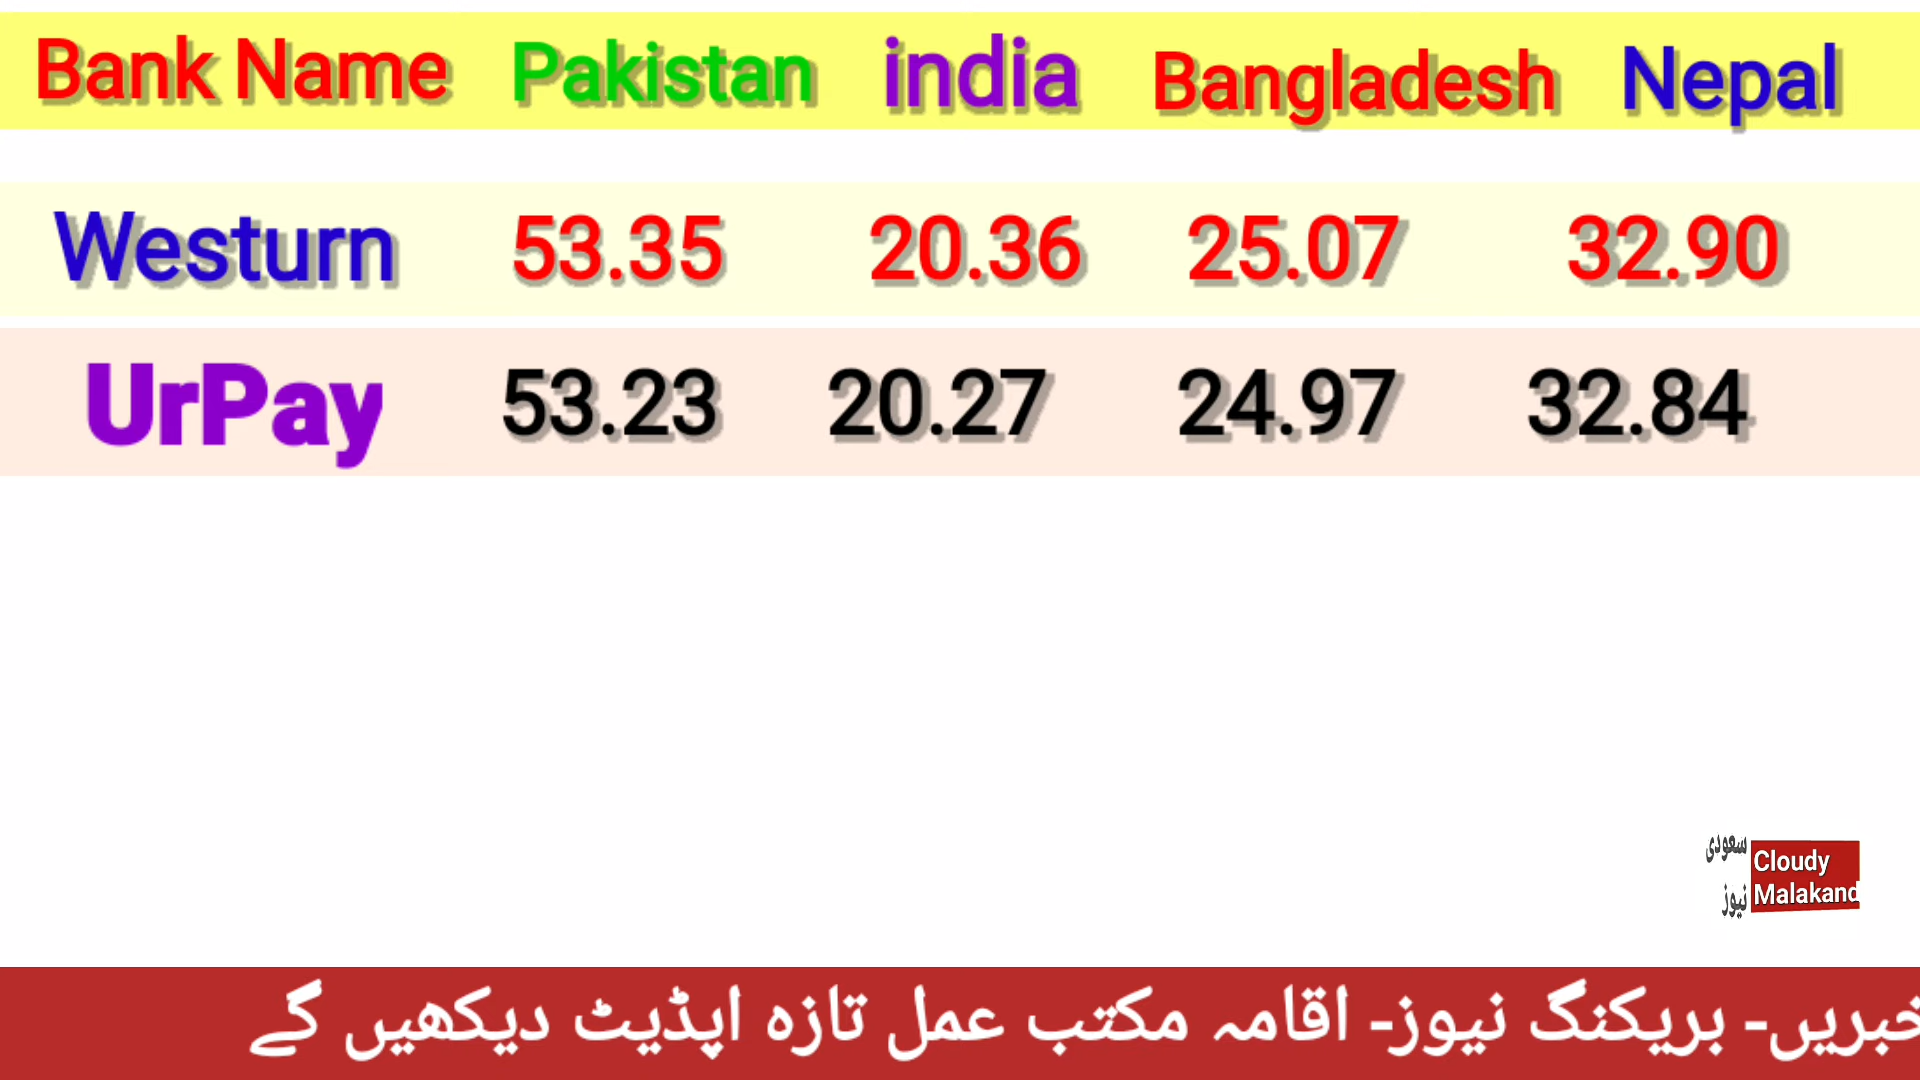 Bank Name Pakistan india Bangladesh Nepal
Westurn 53.35 20.36 25.07 32.90
UrPay 53.23 20.27 24.97 32.84
سعودی
نیوز
Cloudy
Malakand
خبریں- بریکنگ نیوز- اقامہ مکتب عمل تازہ اپڈیٹ دیکھیں گے